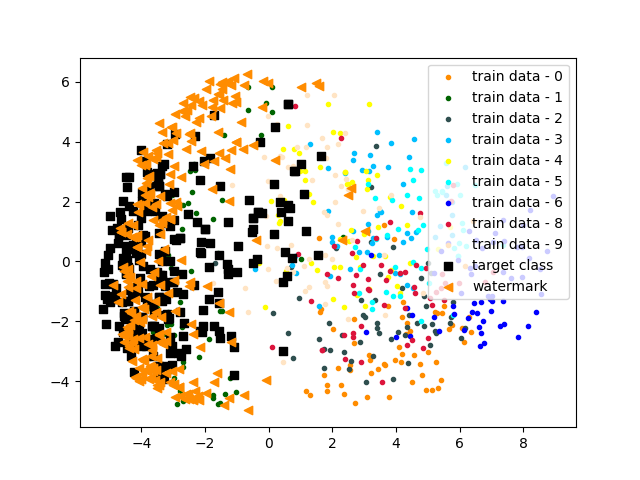 6
4
2
0
−2
−4
−4
−2
0
2
4
6
8
train data - 0
train data - 1
train data - 2
train data - 3
train data - 4
train data - 5
train data - 6
train data - 8
train data - 9
target class
watermark